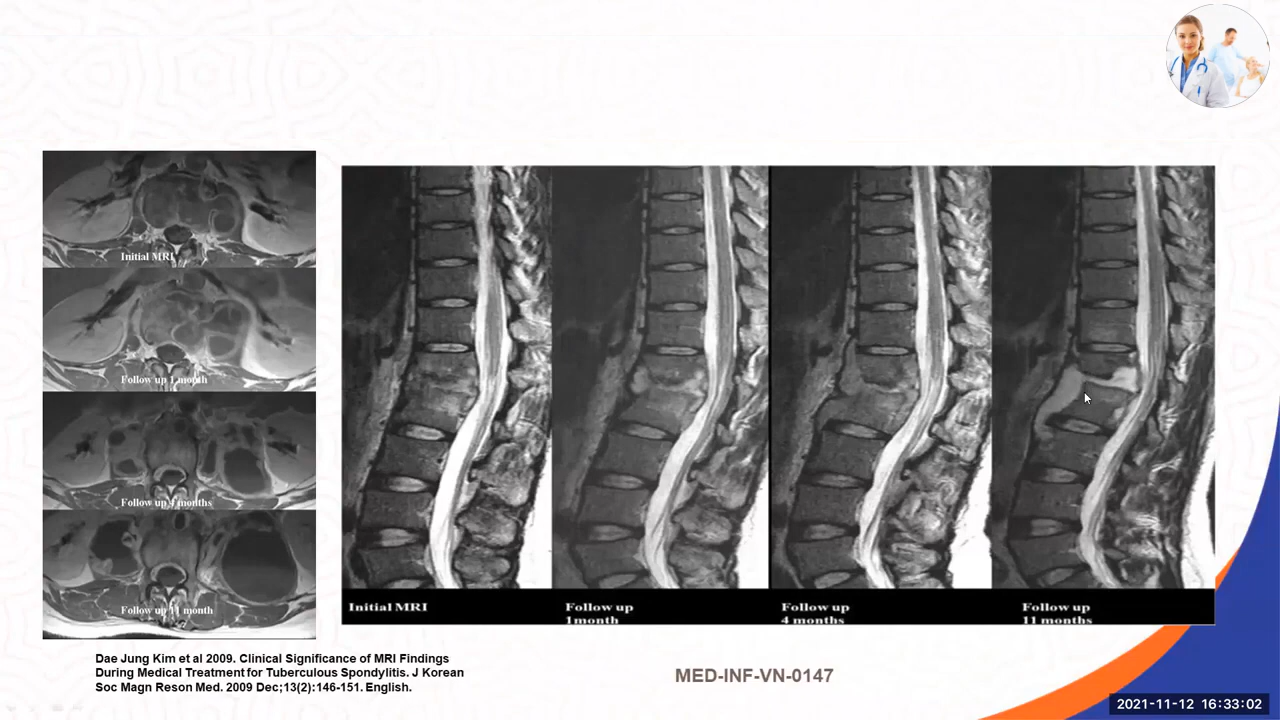 Initial MRI
Follow up 1 month
Follow up 4 months
Follow up 11 month
Initial MRI
Follow up
1month
Follow up
4 months
Follow up
11 months
Dae Jung Kim et al 2009. Clinical Significance of MRI Findings
During Medical Treatment for Tuberculous Spondylitis. J Korean
Soc Magn Reson Med. 2009 Dec;13(2):146-151. English.
MED-INF-VN-0147
2021-11-12 16:33:02